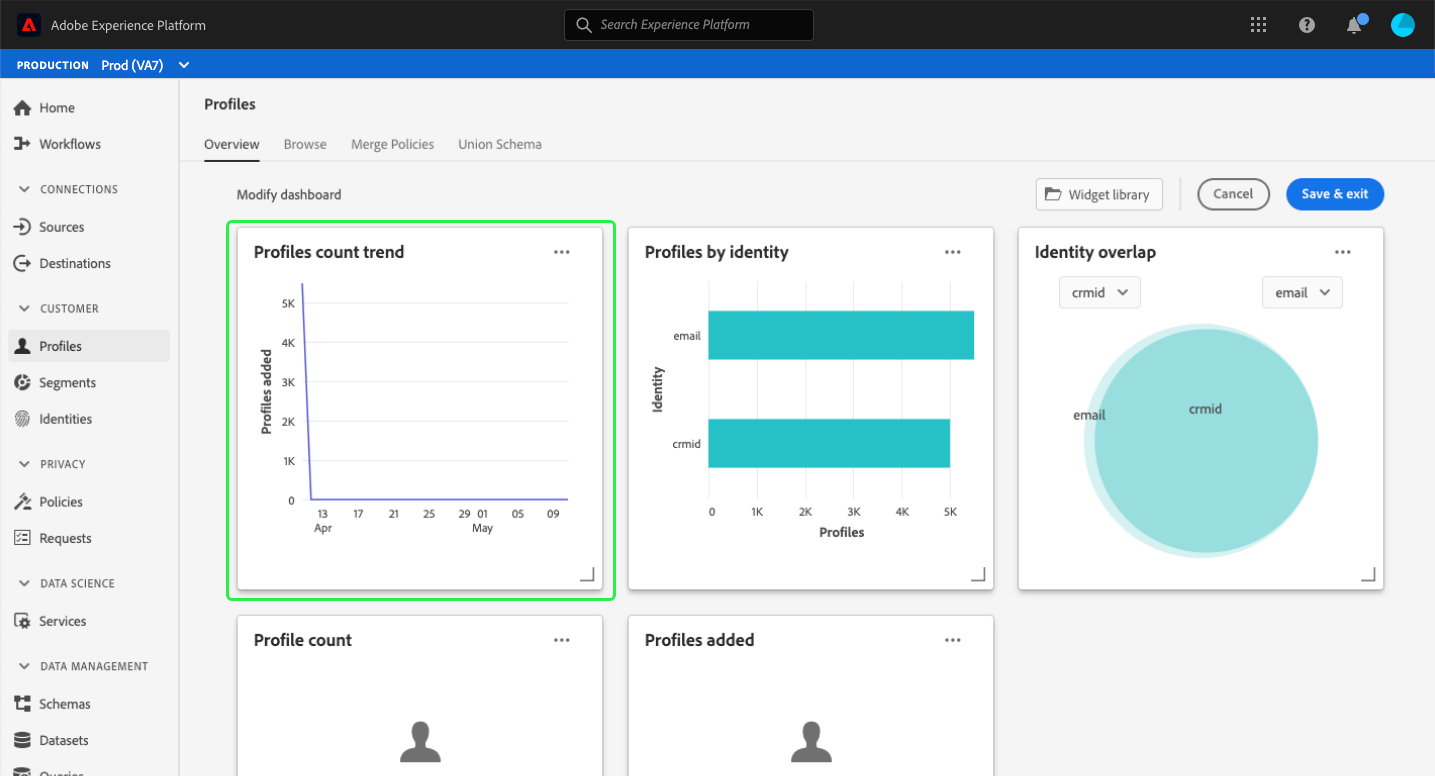 Adobe Experience Platform
Search Experience Platform
PRODUCTION Prod (VA7)
Home
Workflows
CONNECTIONS
Sources
Destinations
CUSTOMER
Profiles
Segments
Identities
PRIVACY
Policies
Requests
DATA SCIENCE
Services
DATA MANAGEMENT
Schemas
Datasets
Queries
Profiles
Overview Browse Merge Policies Union Schema
Modify dashboard
Widget library
Cancel
Save & exit
Profiles count trend
Profiles added
5K
4K
3K
2K
1K
0
13 17 21 25 29 01 05 09
Apr May
Profiles by identity
Identity
email
crmid
0 1K 2K 3K 4K 5K
Profiles
Identity overlap
crmid email
email
crmid
Profile count
Profiles added